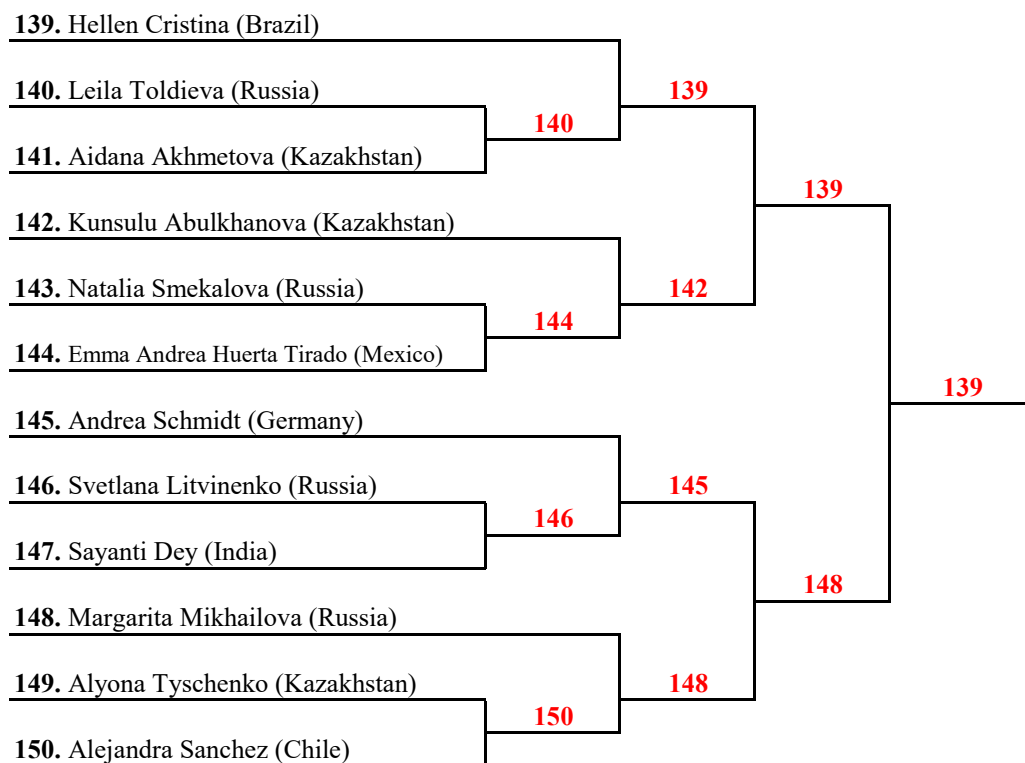 139. Hellen Cristina (Brazil)
140. Leila Toldieva (Russia)
139
140
141. Aidana Akhmetova (Kazakhstan)
139
142. Kunsulu Abulkhanova (Kazakhstan)
143. Natalia Smekalova (Russia)
142
144
144. Emma Andrea Huerta Tirado (Mexico)
139
145. Andrea Schmidt (Germany)
146. Svetlana Litvinenko (Russia)
145
146
147. Sayanti Dey (India)
148
148. Margarita Mikhailova (Russia)
149. Alyona Tyschenko (Kazakhstan)
148
150
150. Alejandra Sanchez (Chile)